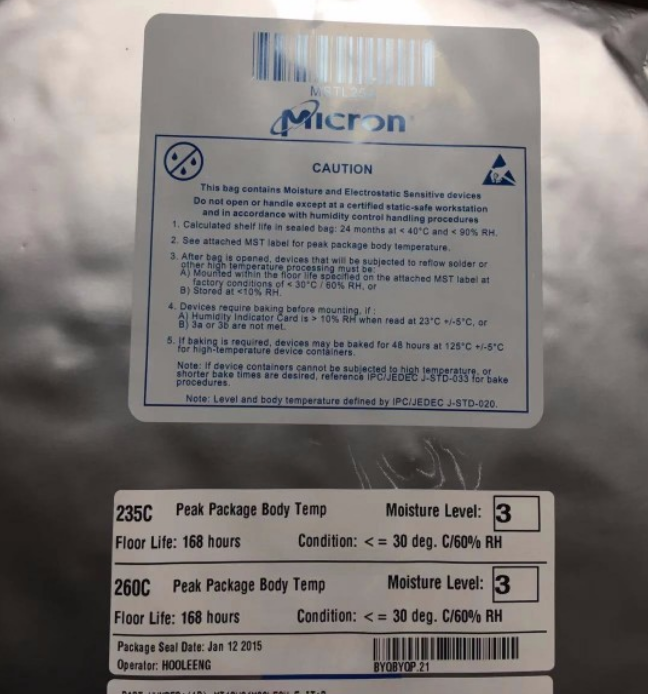 Micron
CAUTION
This bag contains Moisture and Electrostatic Sensitive devices
Do not open or handle except at a certified static-safe workstation
and in accordance with humidity control handling procedures
1. Calculated shelf life in sealed bag: 24 months at < 40°C and < 90% RH.
2. See attached MST label for peak package body temperature.
3. After bag is opened, devices that will be subjected to reflow solder or
other high temperature processing must be:
A) Mounted within the floor life specified on the attached MST label at
factory conditions of < 30°C / 60% RH, or
B) Stored at <10% RH.
4. Devices require baking before mounting, if :
A) Humidity Indicator Card is > 10% RH when read at 23°C +/-5°C, or
B) 3a or 3b are not met.
5. If baking is required, devices may be baked for 48 hours at 125°C +/-5°C
for high-temperature device containers.
Note: If device containers cannot be subjected to high temperature, or
shorter bake times are desired, reference IPC/JEDEC J-STD-033 for bake
procedures.
Note: Level and body temperature defined by IPC/JEDEC J-STD-020.
235C Peak Package Body Temp Moisture Level: 3
Floor Life: 168 hours Condition: <= 30 deg. C/60% RH
260C Peak Package Body Temp Moisture Level: 3
Floor Life: 168 hours Condition: <= 30 deg. C/60% RH
Package Seal Date: Jan 12 2015
Operator: HOOLEENG
BYQBYQP.21